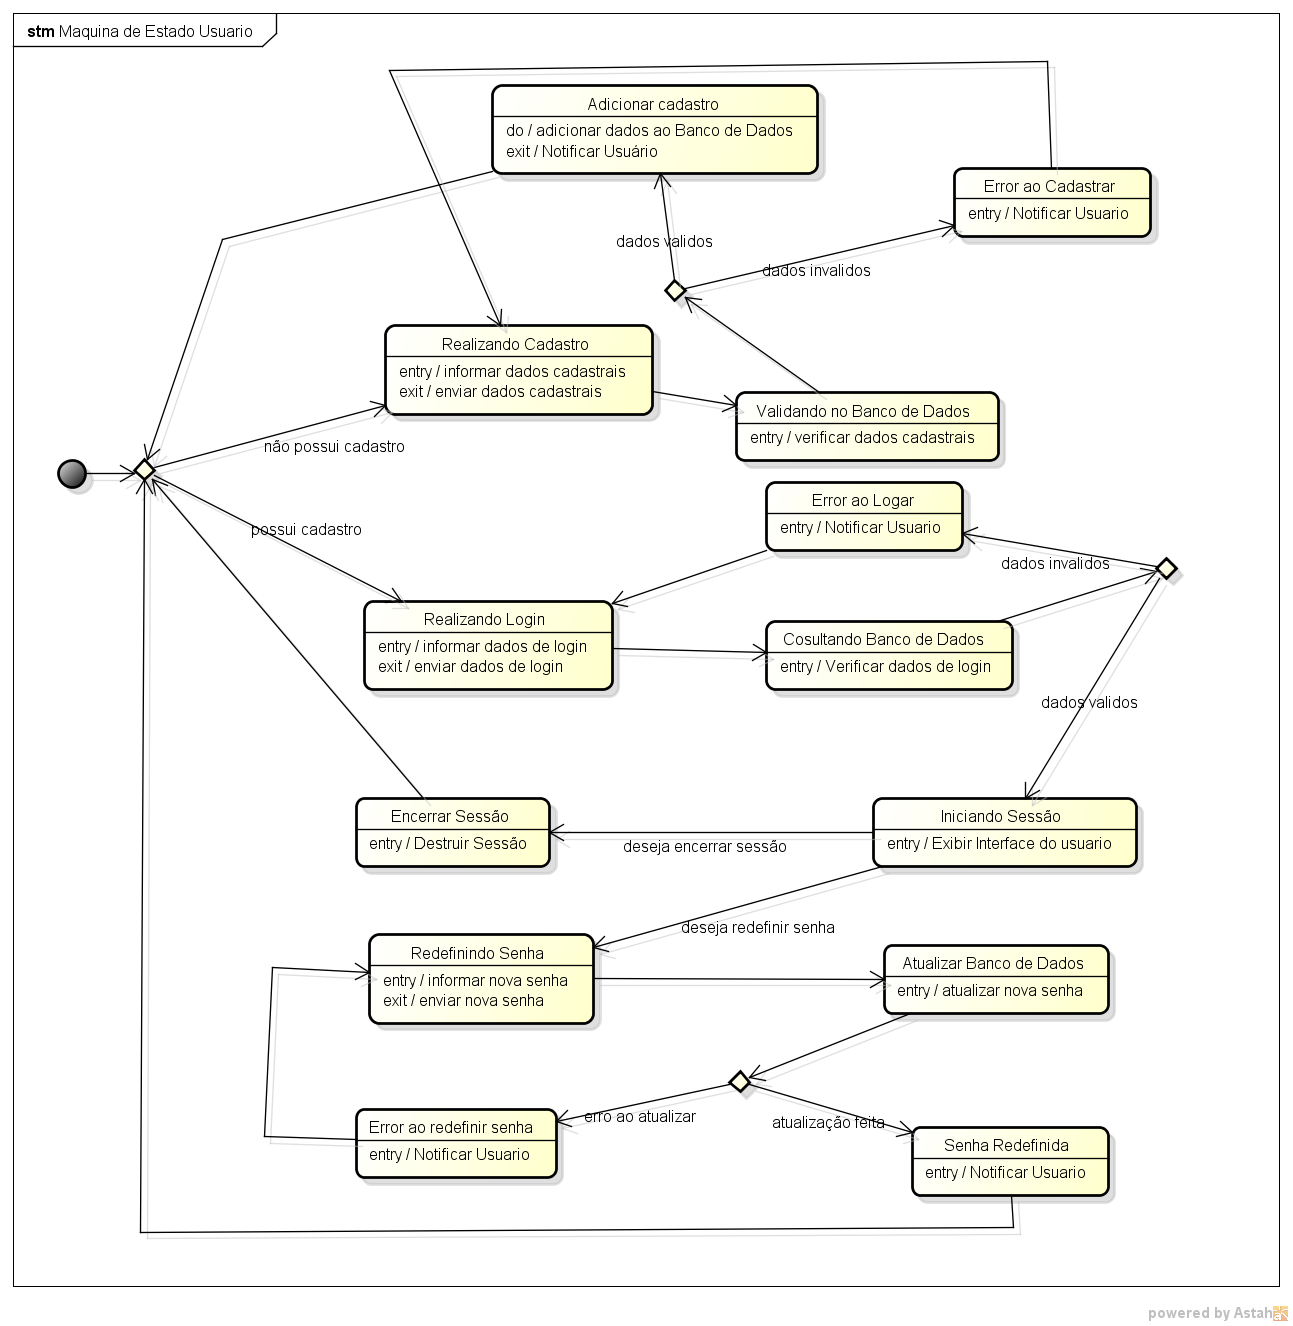 stm Maquina de Estado Usuario
Adicionar cadastro
do / adicionar dados ao Banco de Dados
exit / Notificar Usuário
Error ao Cadastrar
entry / Notificar Usuario
dados validos
dados invalidos
Realizando Cadastro
entry / informar dados cadastrais
exit / enviar dados cadastrais
Validando no Banco de Dados
entry / verificar dados cadastrais
não possui cadastro
Error ao Logar
entry / Notificar Usuario
possui cadastro
dados invalidos
Realizando Login
entry / informar dados de login
exit / enviar dados de login
Cosultando Banco de Dados
entry / Verificar dados de login
dados validos
Encerrar Sessão
entry / Destruir Sessão
deseja encerrar sessão
Iniciando Sessão
entry / Exibir Interface do usuario
deseja redefinir senha
Redefinindo Senha
entry / informar nova senha
exit / enviar nova senha
Atualizar Banco de Dados
entry / atualizar nova senha
erro ao atualizar
atualização feita
Error ao redefinir senha
entry / Notificar Usuario
Senha Redefinida
entry / Notificar Usuario
powered by Astah